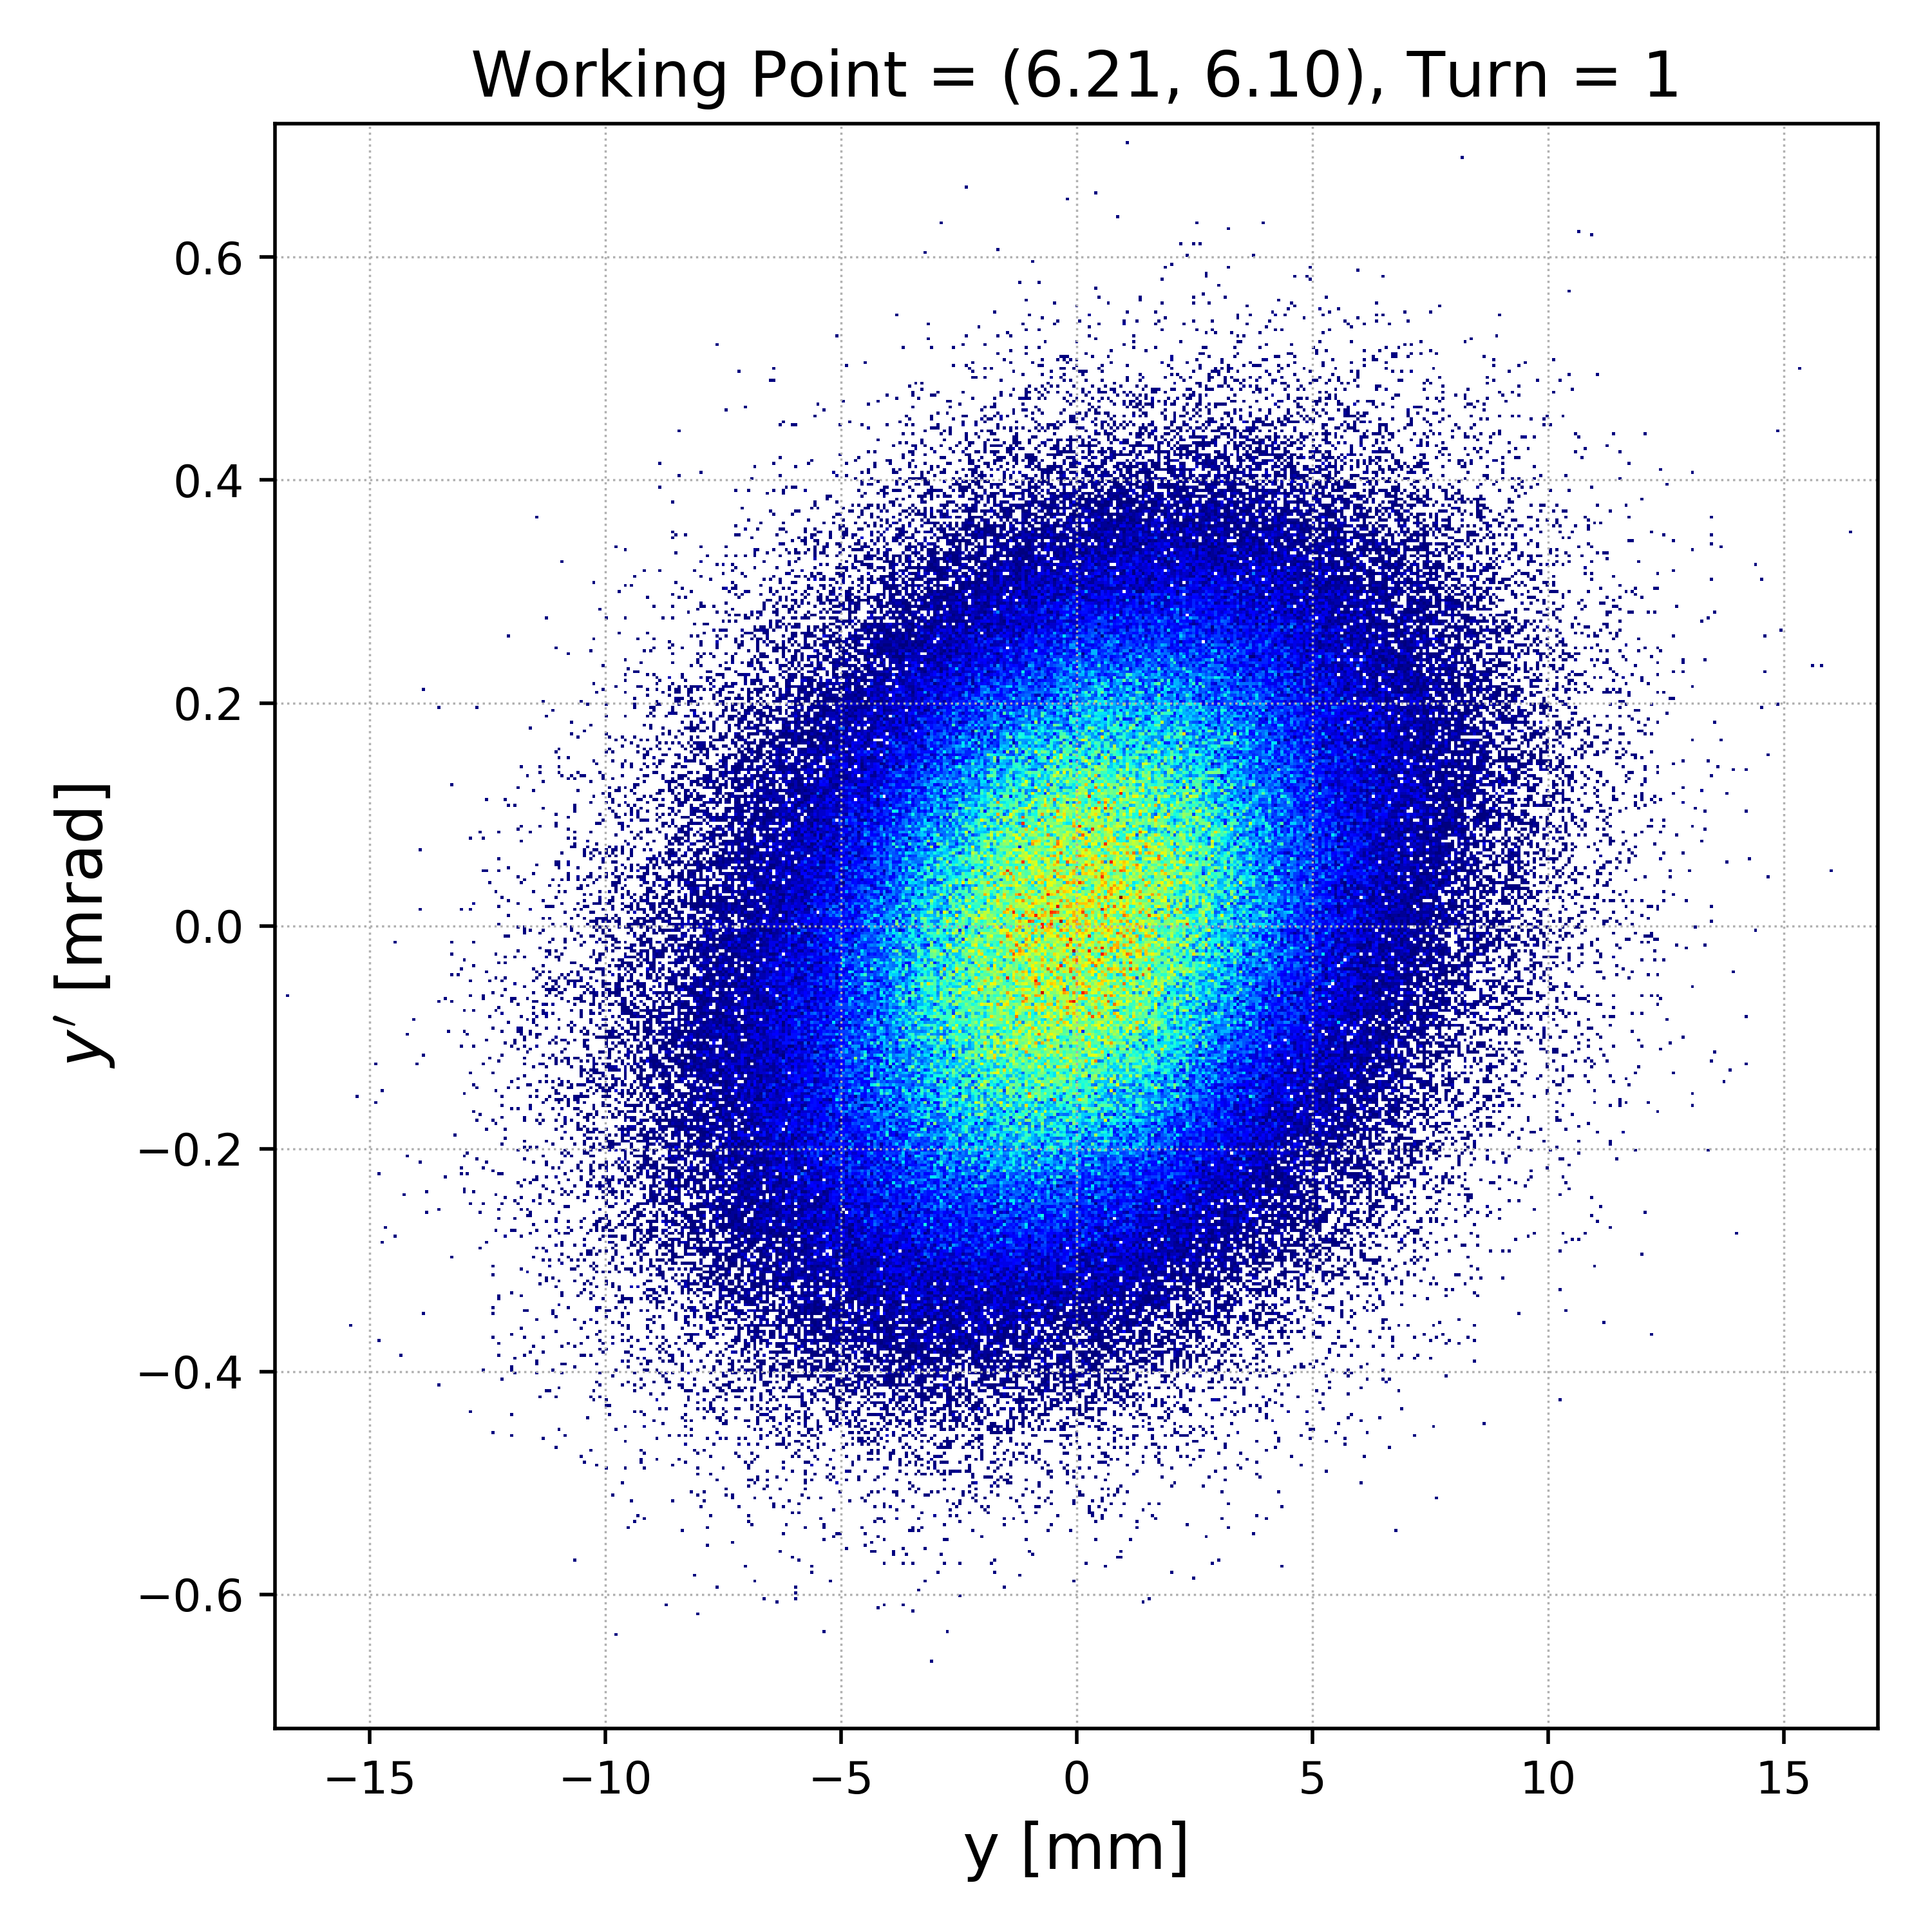 Working Point = (6.21, 6.10), Turn = 1
0.6
0.4
0.2
0.0
−0.2
−0.4
−0.6
y′ [mrad]
−15 −10 −5 0 5 10 15
y [mm]